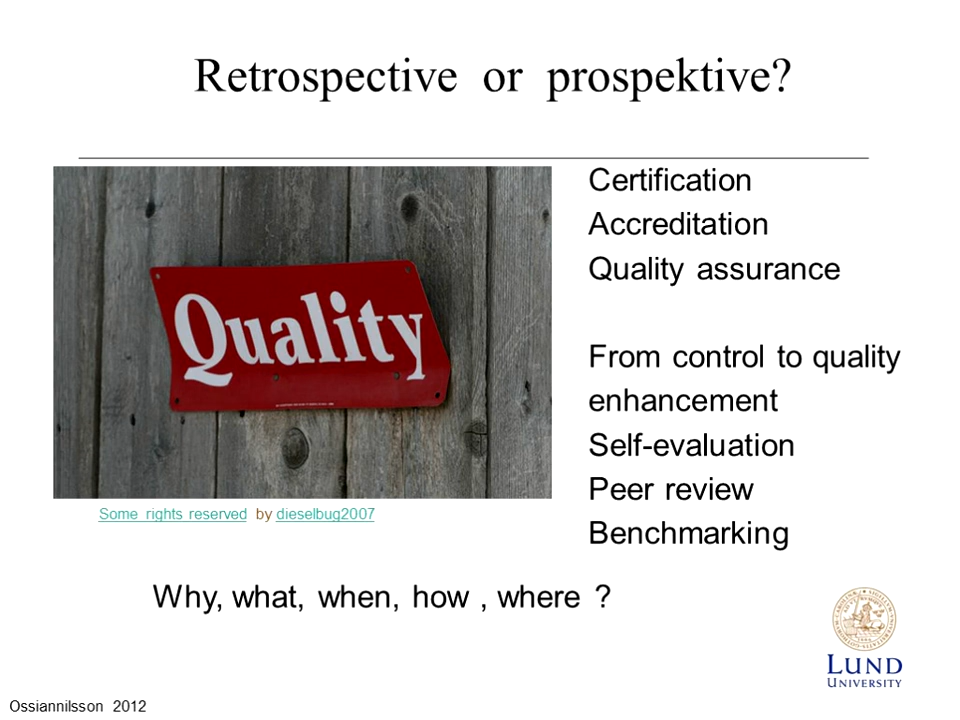 Retrospective or prospektive?
Certification
Accreditation
Quality assurance
From control to quality
enhancement
Self-evaluation
Peer review
Benchmarking
Quality
Some rights reserved by dieselbug2007
Why, what, when, how , where ?
LUND
UNIVERSITY
Ossiannilsson 2012